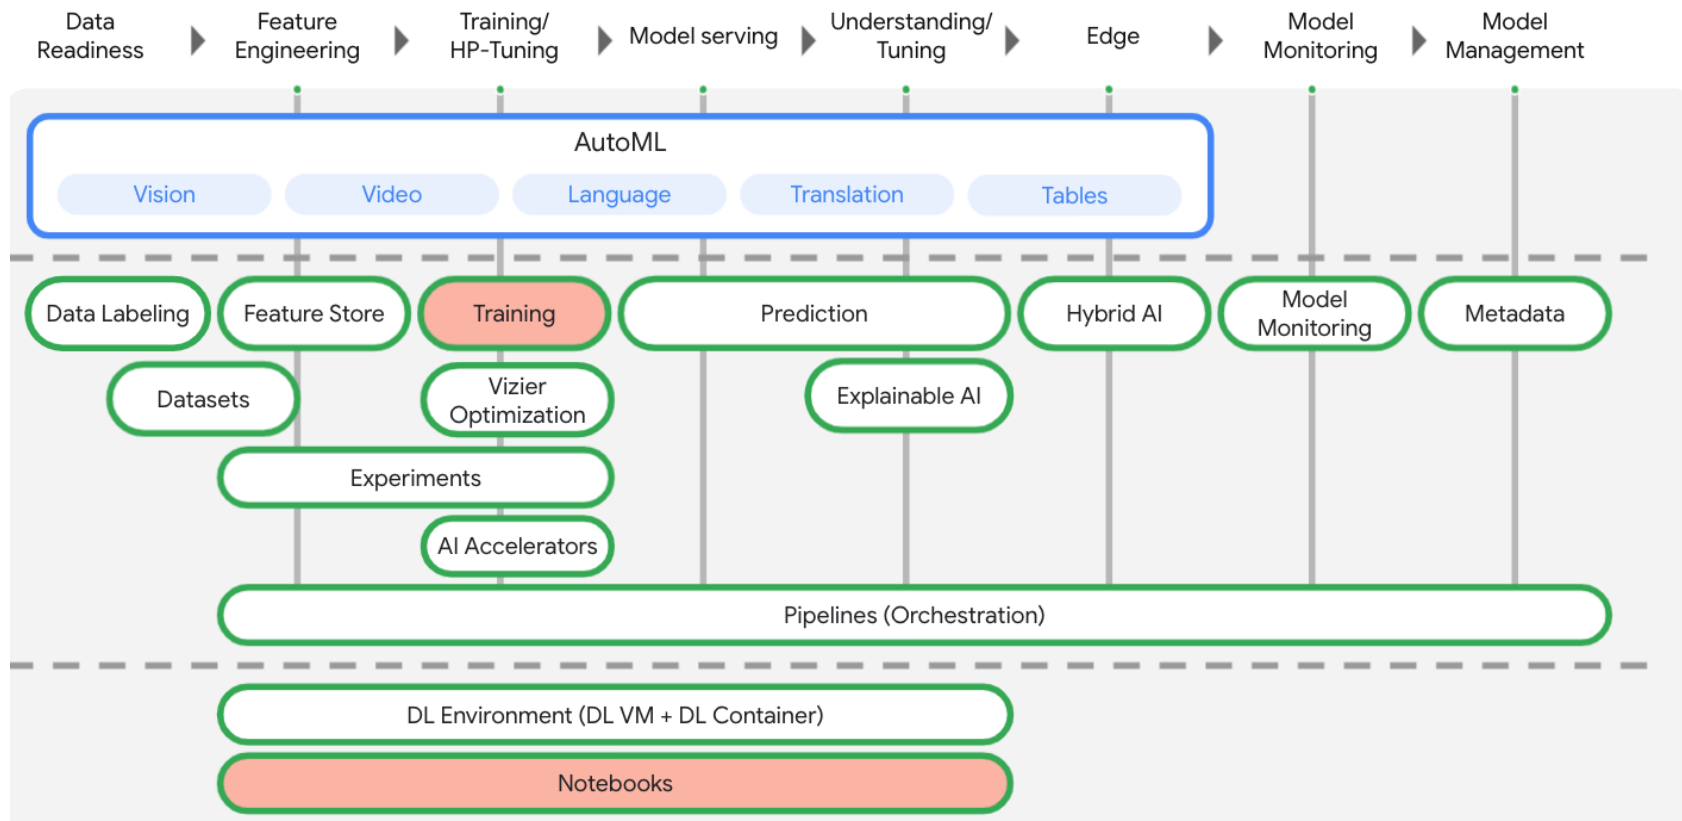 Data
Readiness
Feature
Engineering
Training/
HP-Tuning
Model serving
Understanding/
Tuning
Edge
Model
Monitoring
Model
Management
AutoML
Vision
Video
Language
Translation
Tables
Data Labeling
Feature Store
Training
Prediction
Hybrid AI
Model
Monitoring
Metadata
Datasets
Vizier
Optimization
Explainable AI
Experiments
AI Accelerators
Pipelines (Orchestration)
DL Environment (DL VM + DL Container)
Notebooks